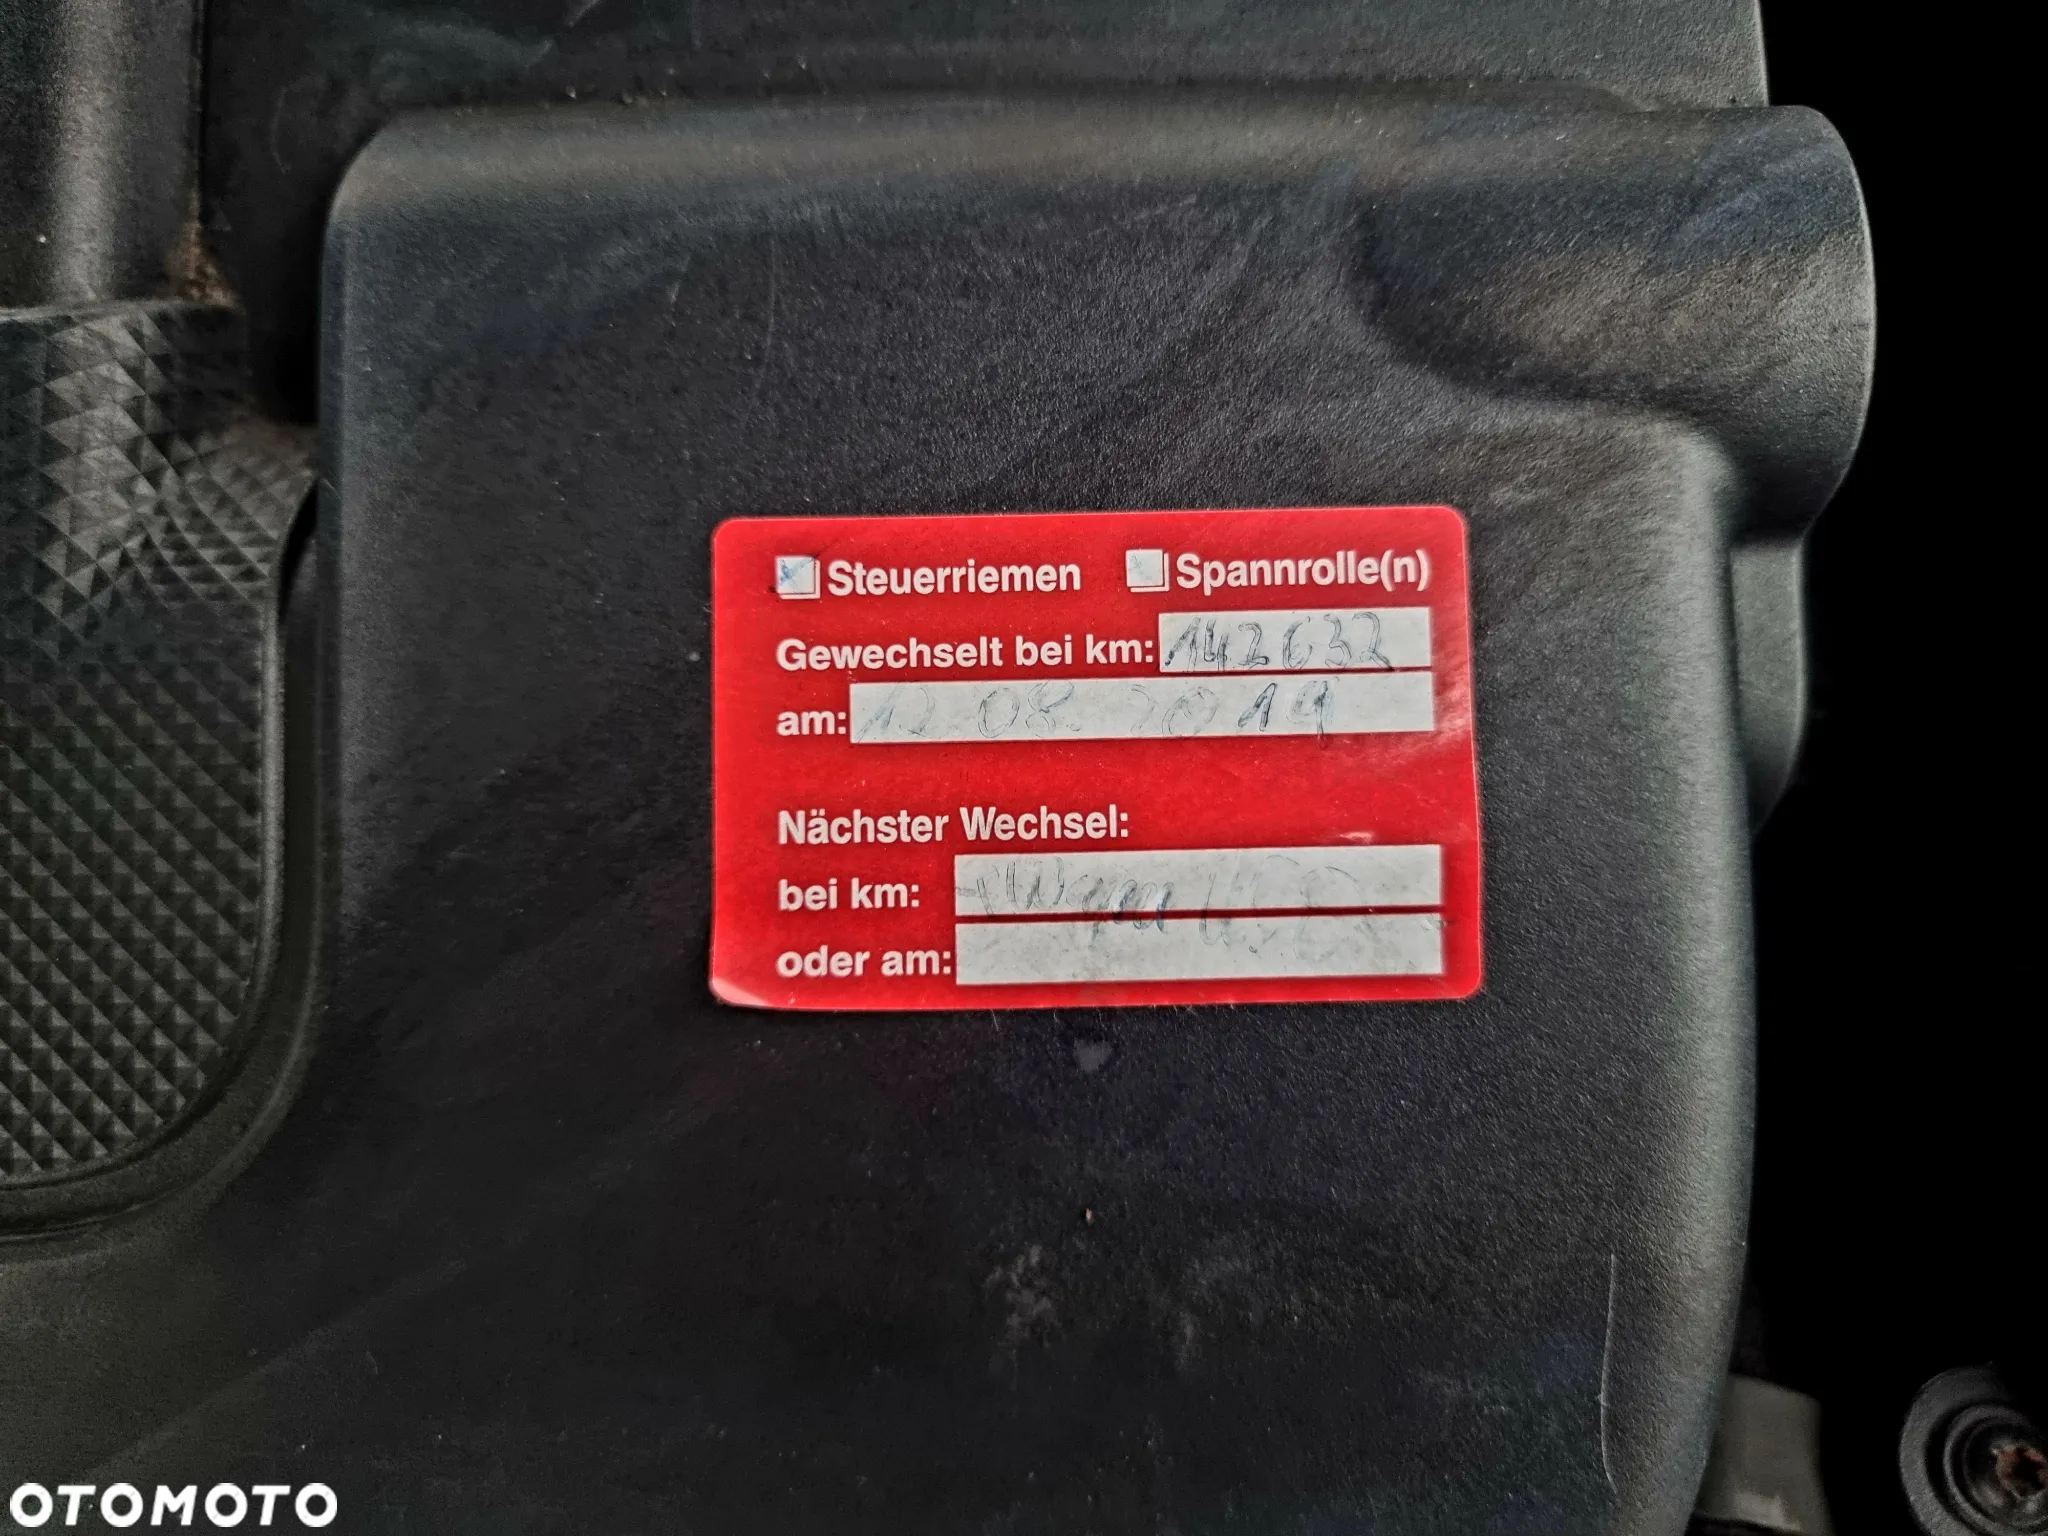 Steuerriemen Spannrolle(n)
Gewechselt bei km: 142632
am: 12.08.2019
Nächster Wechsel:
bei km:
oder am:
OTOMOTO